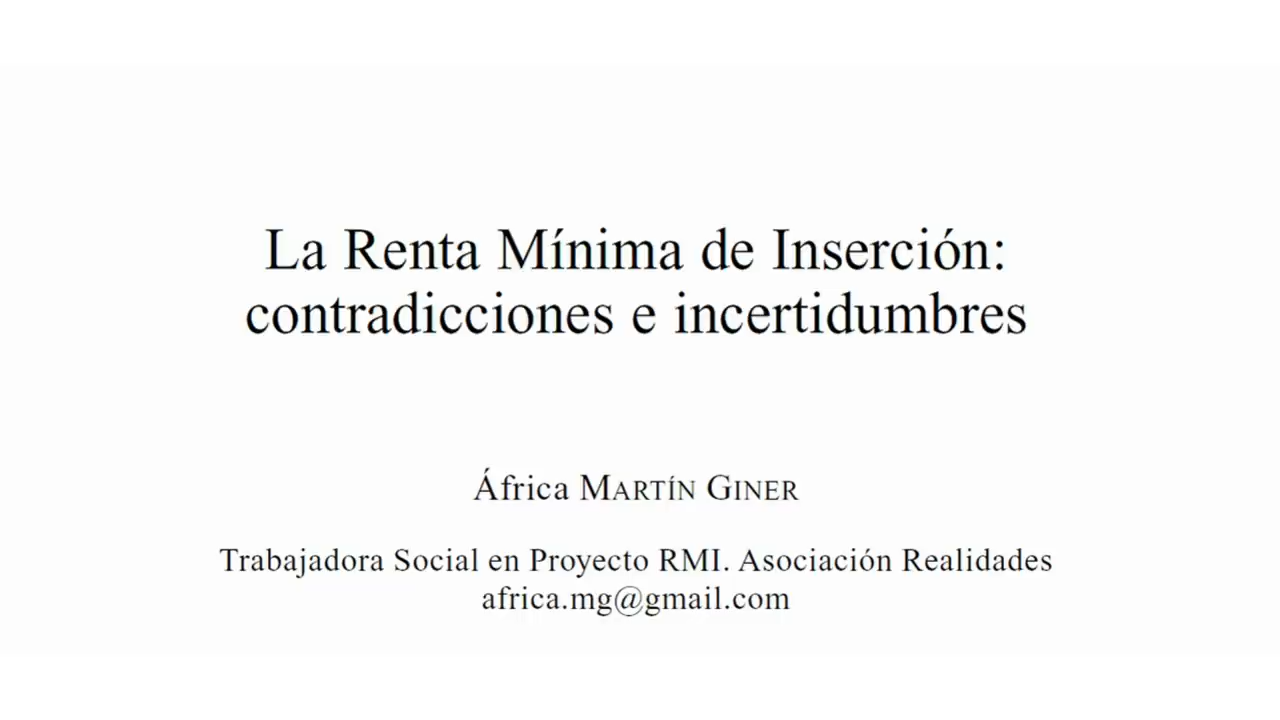 La Renta Mínima de Inserción:
contradicciones e incertidumbres
África MARTÍN GINER
Trabajadora Social en Proyecto RMI. Asociación Realidades
africa.mg@gmail.com